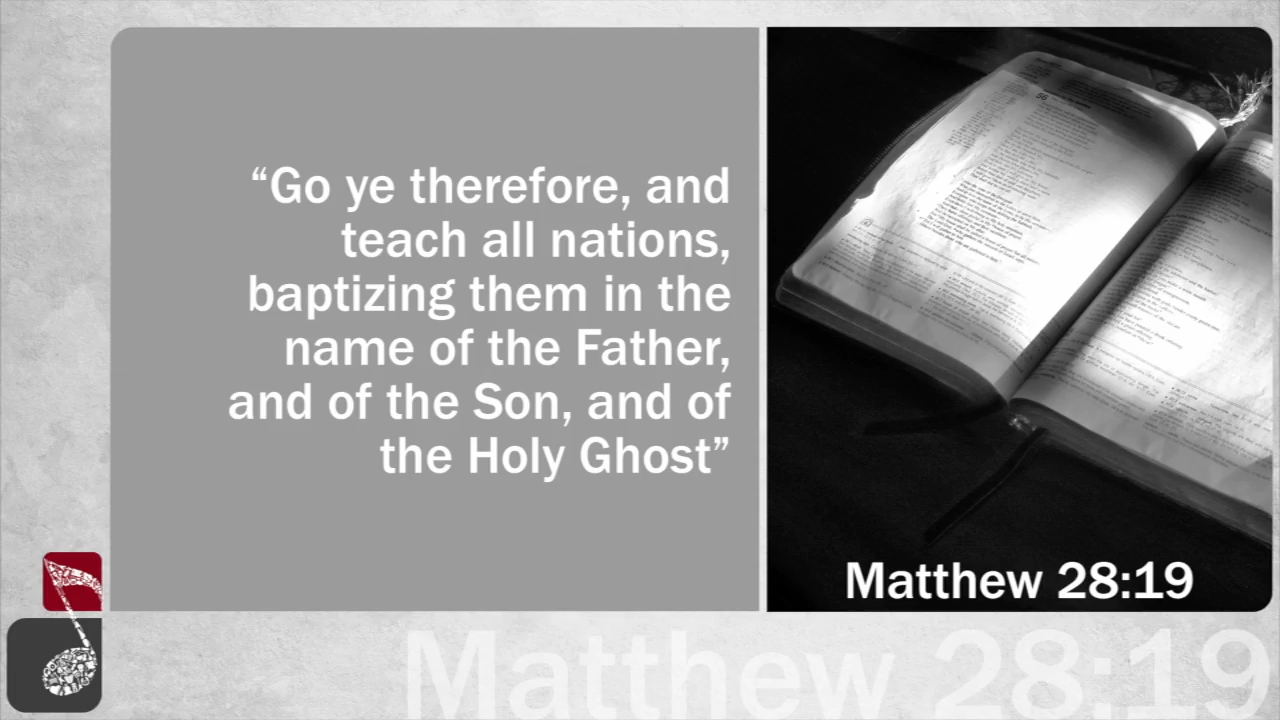 “Go ye therefore, and
teach all nations,
baptizing them in the
name of the Father,
and of the Son, and of
the Holy Ghost”
Matthew 28:19
Matthew 28:19